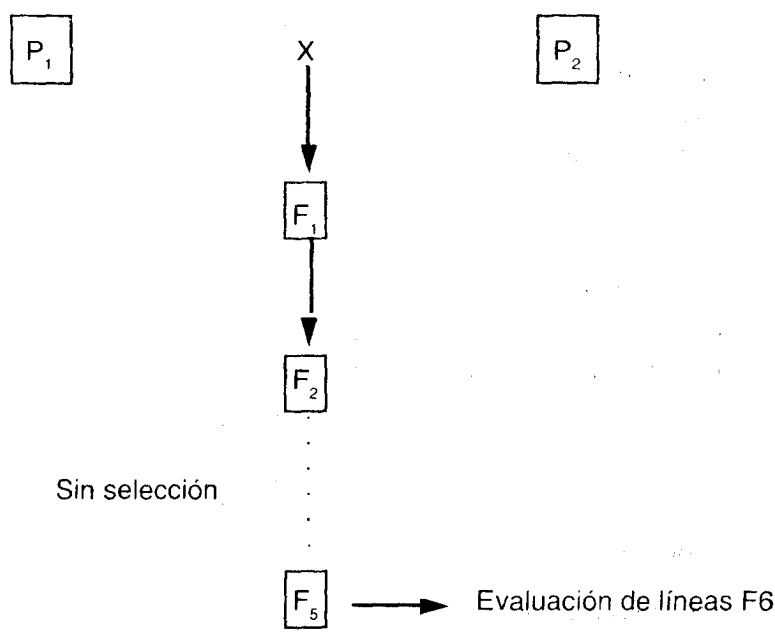 P₁ X P₂
F₁
F₂
Sin selección
F₅ Evaluación de líneas F6